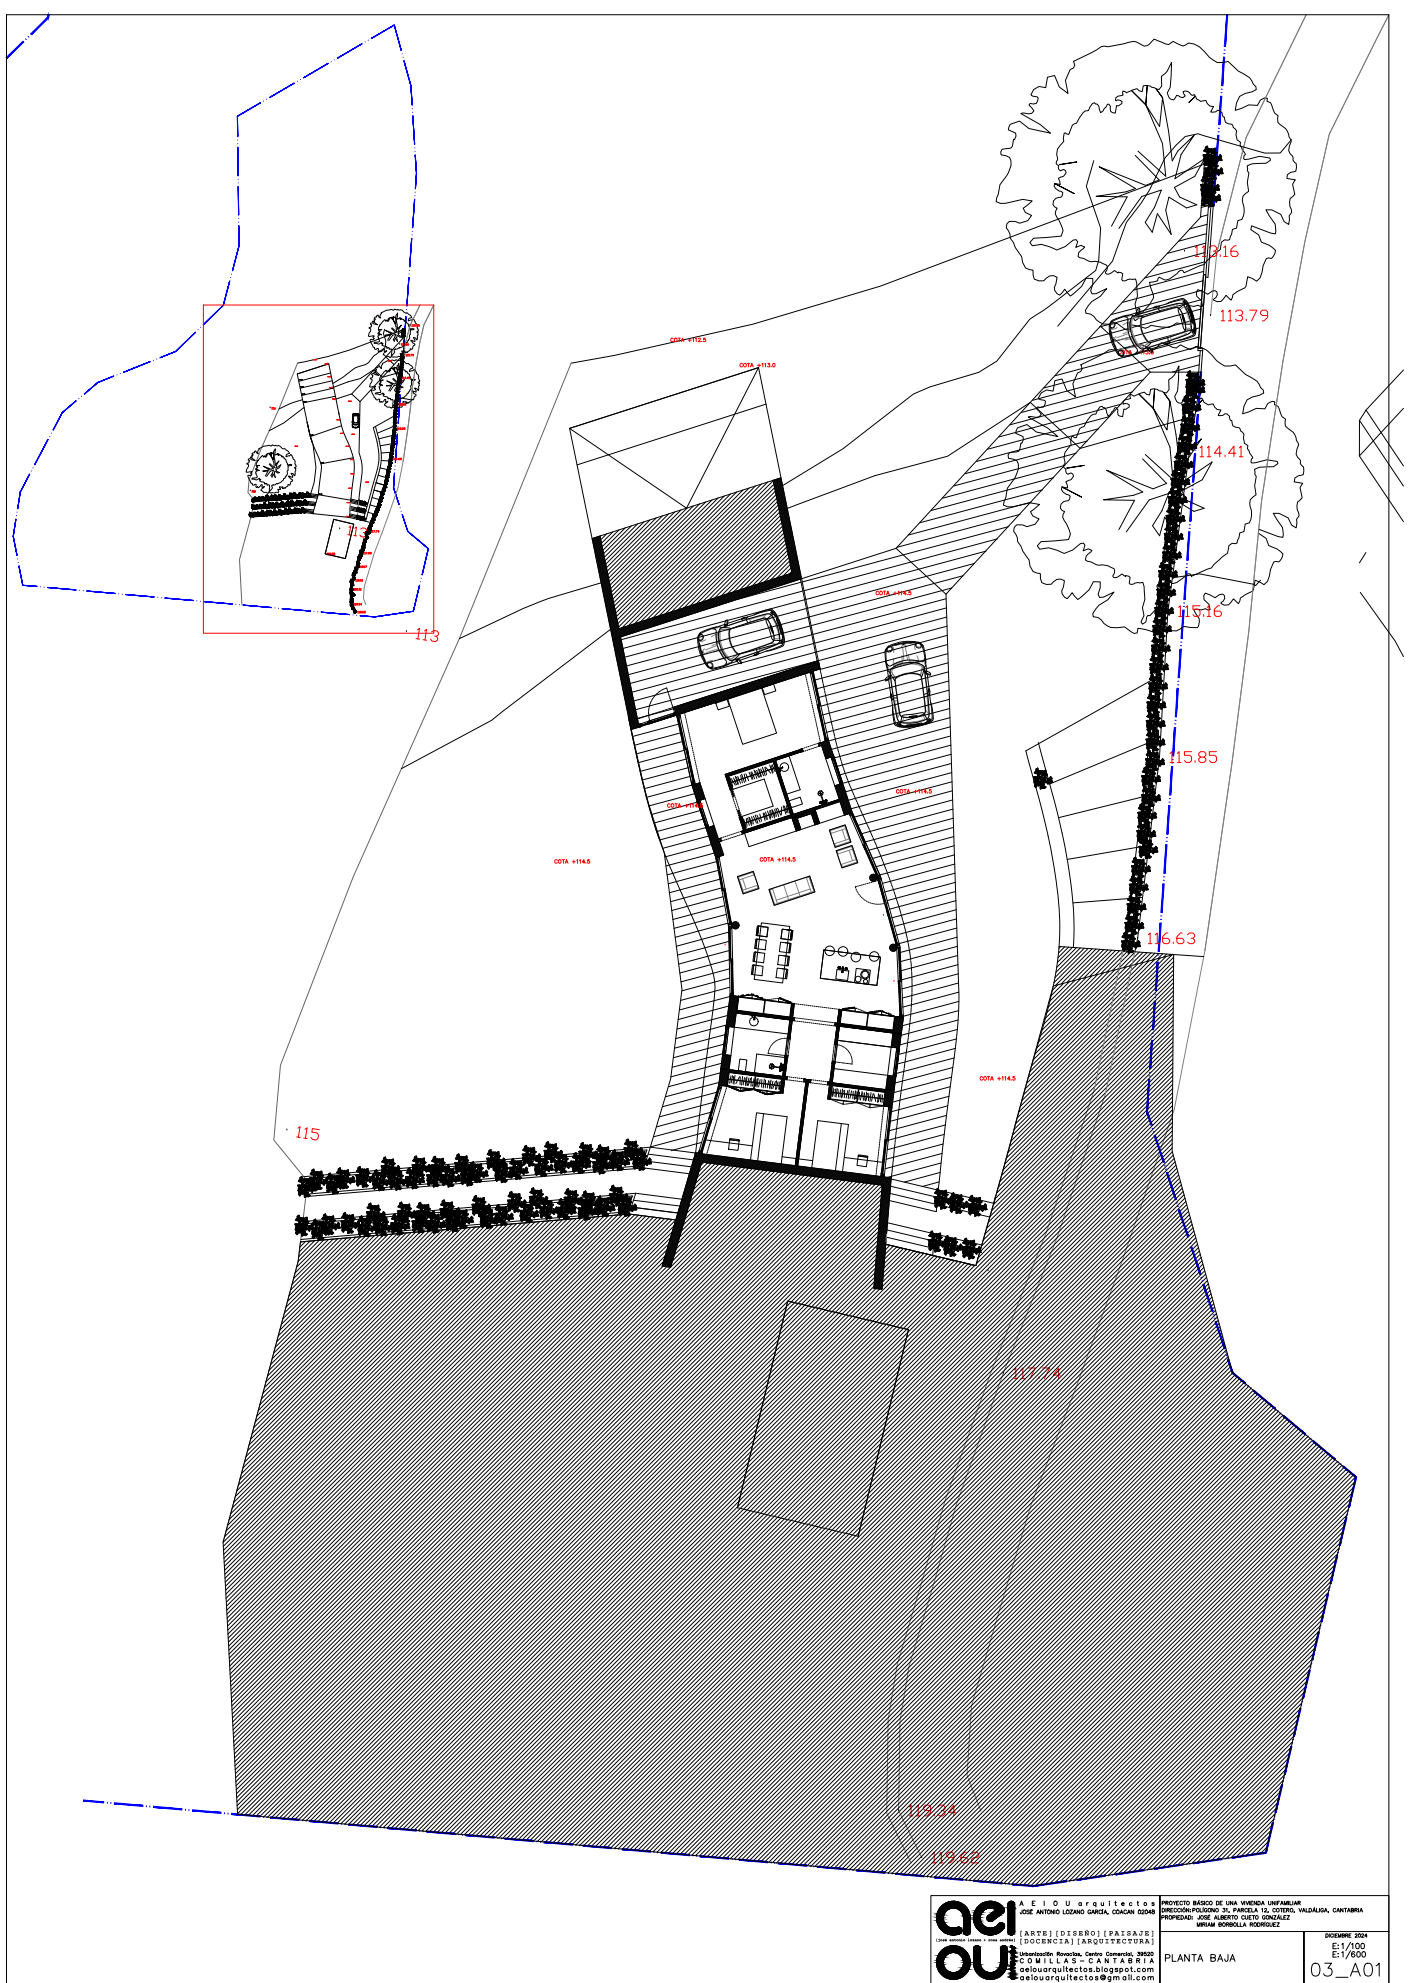 113.16
113.79
COTA +112.5
COTA +113.0
114.41
113
COTA +114.5
115.16
113
115.85
COTA +114.5
COTA +114.5
COTA +114.5
116.63
COTA +114.5
115
117.74
119.34
119.62
aei
ou
A E I O U arquitectos
JOSÉ ANTONIO LOZANO GARCÍA, COACAN 02048
[ARTE] [DISEÑO] [PAISAJE]
[DOCENCIA] [ARQUITECTURA]
Urbanización Rovacías, Centro Comercial, 39520
COMILLAS-CANTABRIA
aeiouarquitectos.blogspot.com
aeiouarquitectos@gmail.com
PROYECTO BÁSICO DE UNA VIVIENDA UNIFAMILIAR
DIRECCIÓN: POLÍGONO 31, PARCELA 12, COTERO, VALDÁLIGA, CANTABRIA
PROPIEDAD: JOSE ALBERTO CUETO GONZÁLEZ
MIRIAM BORBOLLA RODRÍGUEZ
PLANTA BAJA
DICIEMBRE 2024
E:1/100
E:1/600
03_A01